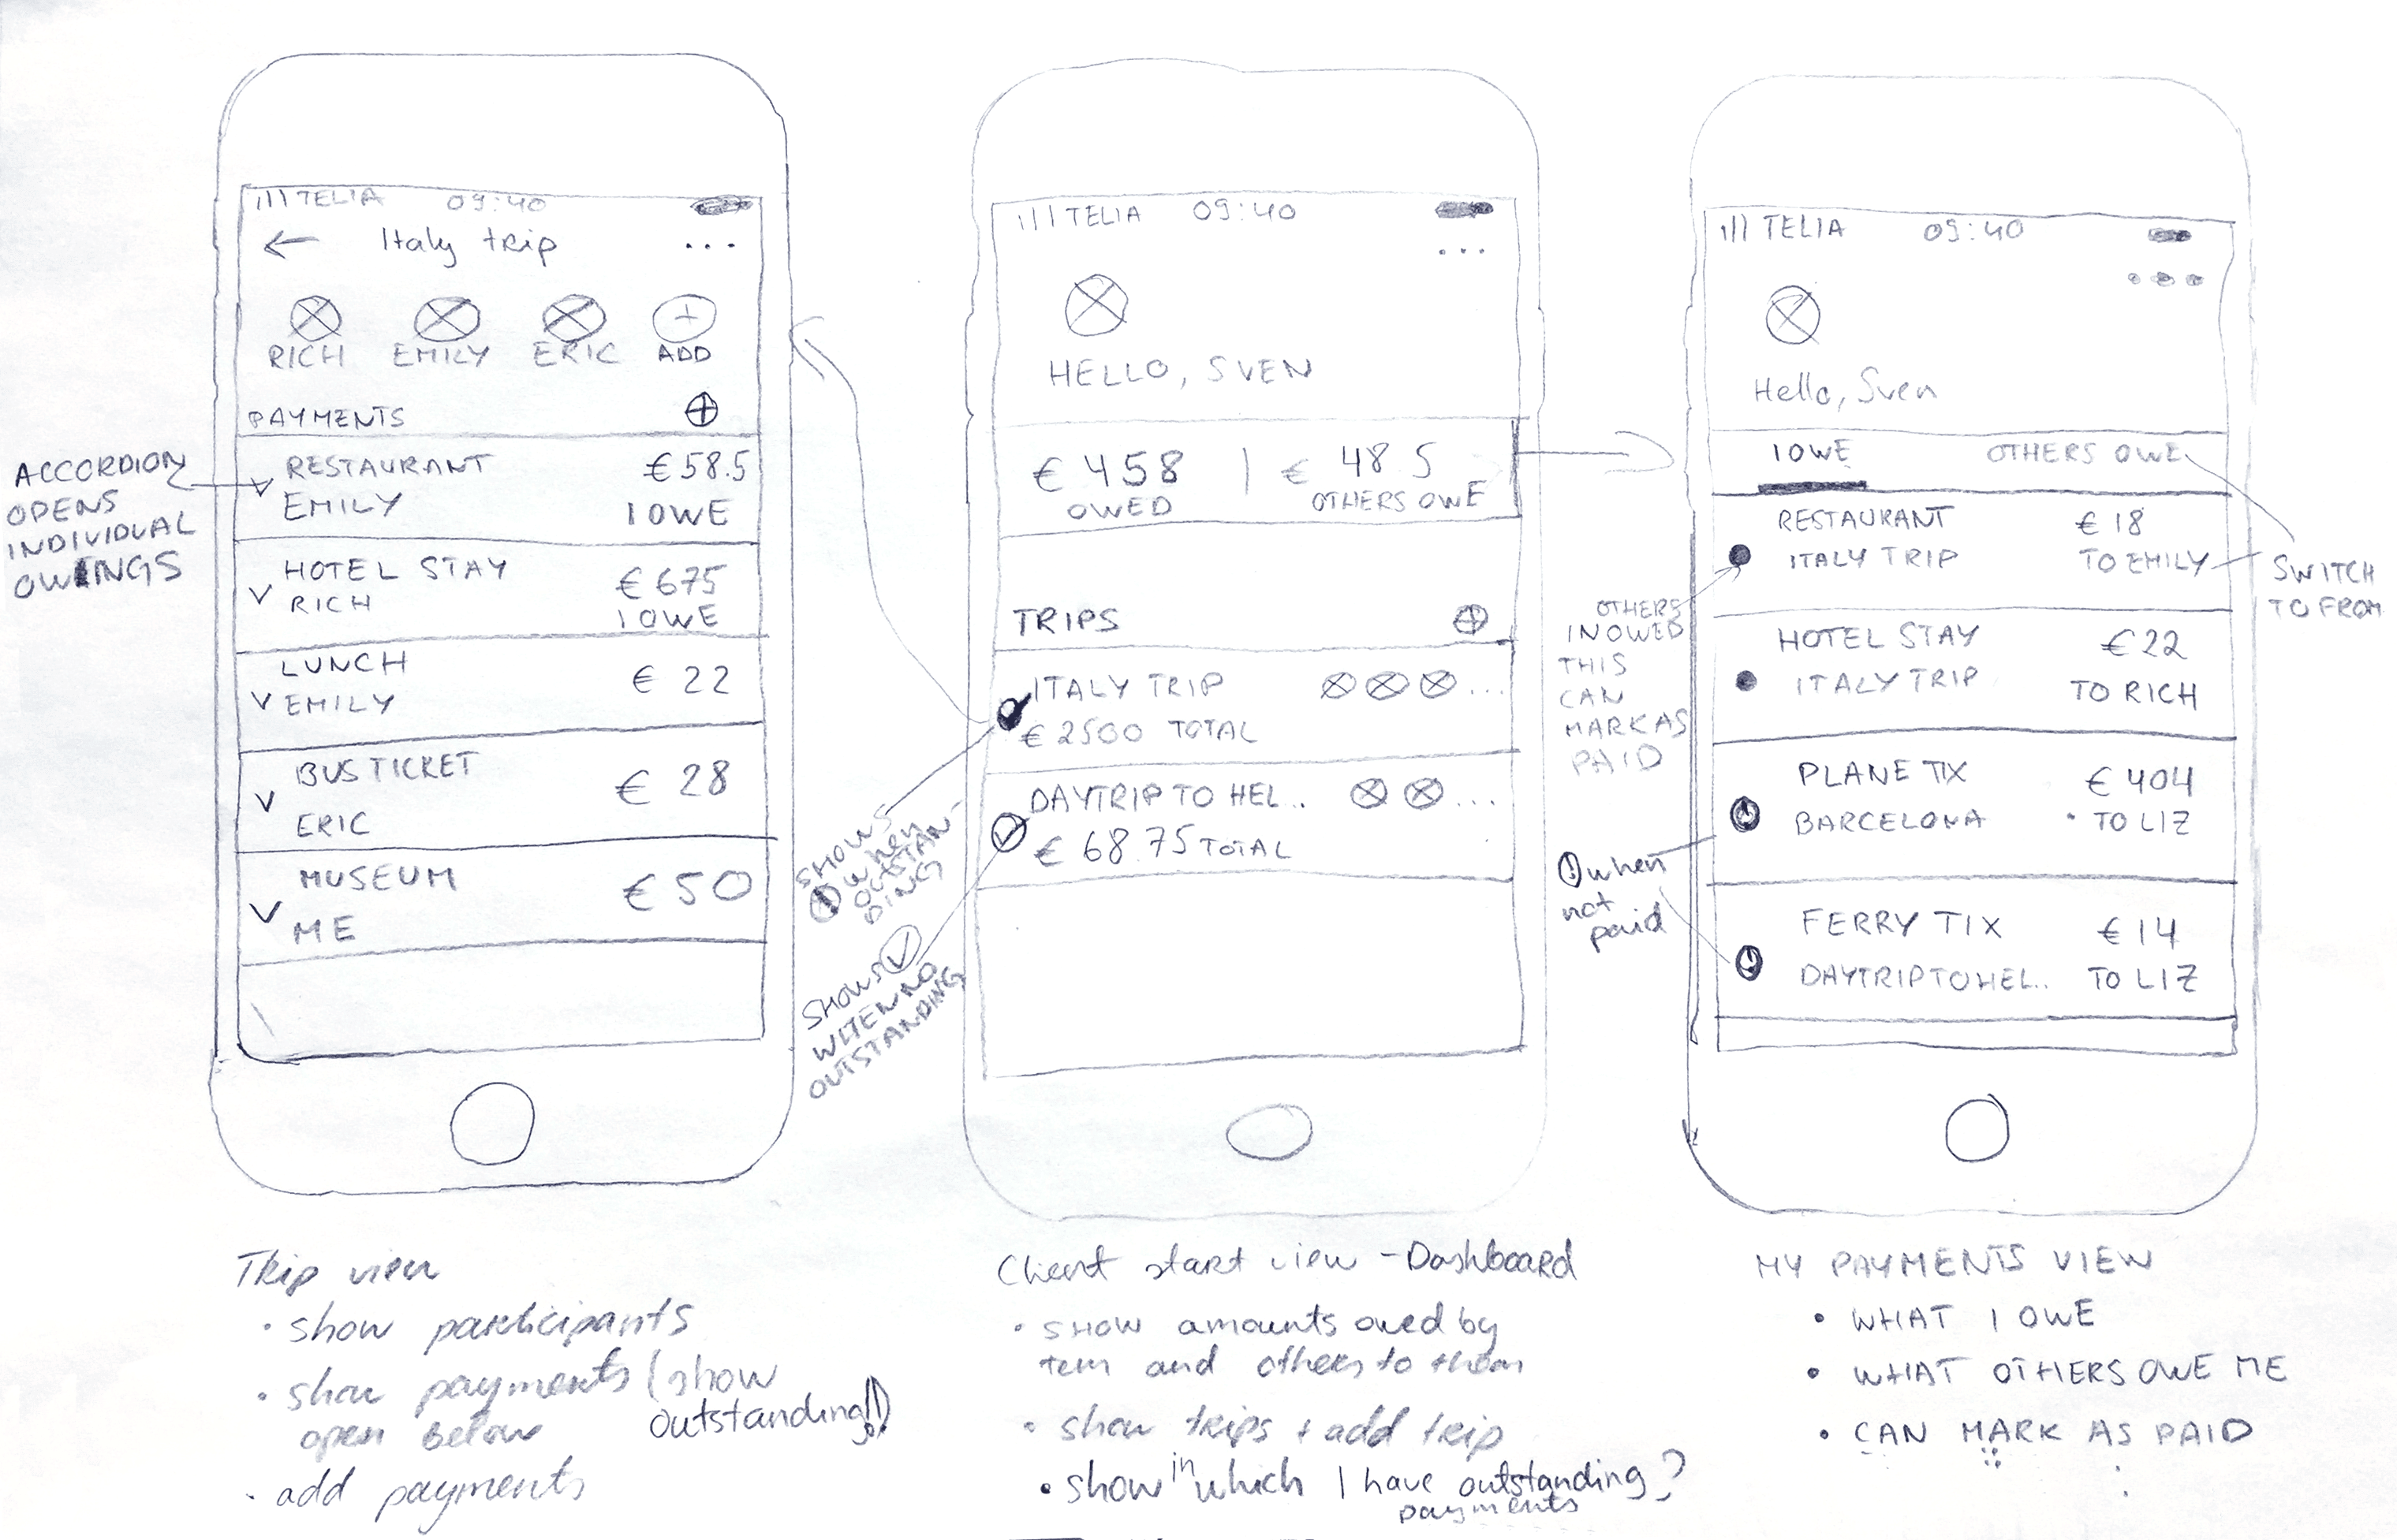 TELIA 09:40
← Italy trip ...
RICH EMILY ERIC ADD
PAYMENTS
RESTAURANT €58.5
EMILY I OWE
HOTEL STAY € 675
RICH I OWE
LUNCH € 22
EMILY
BUS TICKET € 28
ERIC
MUSEUM € 50
ME
ACCORDION
OPENS
INDIVIDUAL
OWINGS
Trip view
• show participants
• show payments (show
outstanding!!)
open below
• add payments
TELIA 09:40
...
HELLO, SVEN
€ 458 | € 48 5
OWED OTHERS OWE
TRIPS
ITALY TRIP ...
€ 2500 TOTAL
DAYTRIP TO HEL.. ...
€ 68.75 TOTAL
SHOWS
! when
OUTSTAN-
DING
SHOWS ✓
WHEN NO
OUTSTANDING
Client start view - Dashboard
• show amounts owed by
tem and others to them
• show trips + add trip
• show in which I have outstanding?
payments
TELIA 09:40
Hello, Sven
I OWE OTHERS OWE
RESTAURANT € 18
ITALY TRIP TO EMILY
HOTEL STAY €22
ITALY TRIP TO RICH
PLANE TIX € 404
BARCELONA TO LIZ
FERRY TIX € 14
DAYTRIP TO HEL.. TO LIZ
OTHERS
IN OWED
THIS
CAN
MARK AS
PAID
! when
not
paid
SWITCH
TO FROM
MY PAYMENTS VIEW
• WHAT I OWE
• WHAT OTHERS OWE ME
• CAN MARK AS PAID